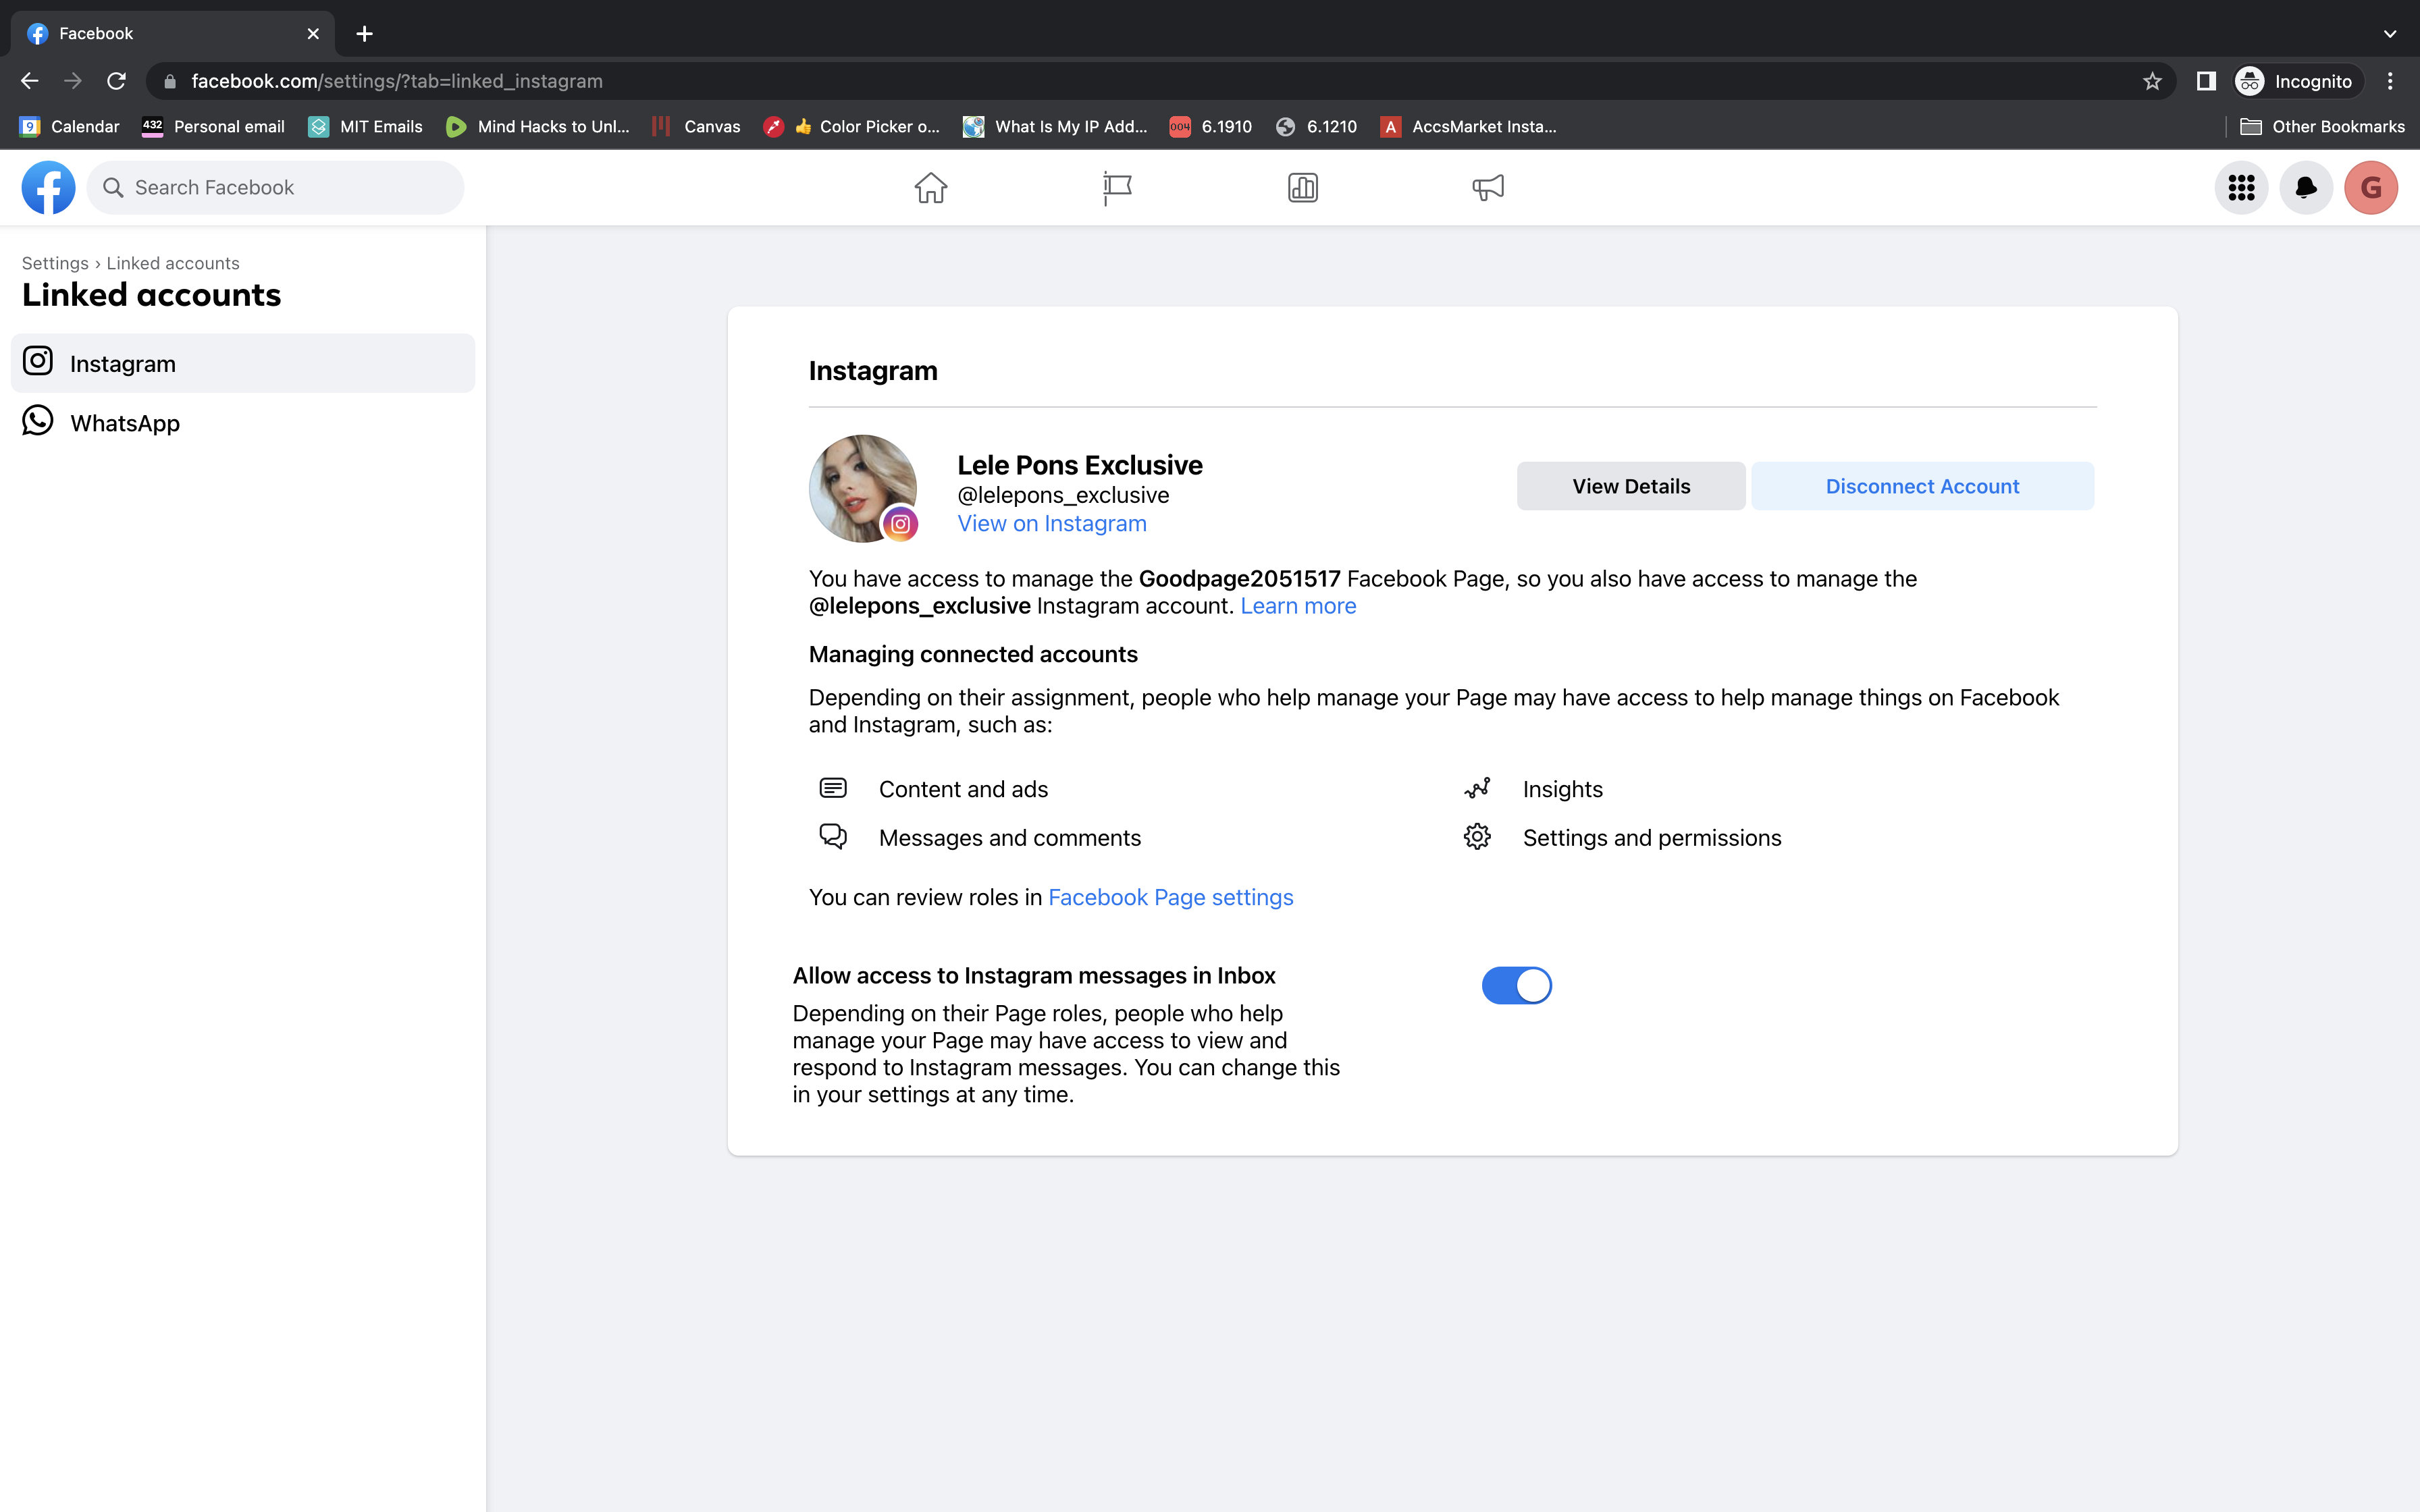 Facebook
facebook.com/settings/?tab=linked_instagram
Incognito
9 Calendar
432 Personal email
MIT Emails
Mind Hacks to Unl...
Canvas
👍 Color Picker o...
What Is My IP Add...
004 6.1910
6.1210
A AccsMarket Insta...
Other Bookmarks
Search Facebook
G
Settings › Linked accounts
Linked accounts
Instagram
WhatsApp
Instagram
Lele Pons Exclusive
@lelepons_exclusive
View on Instagram
View Details
Disconnect Account
You have access to manage the Goodpage2051517 Facebook Page, so you also have access to manage the
@lelepons_exclusive Instagram account. Learn more
Managing connected accounts
Depending on their assignment, people who help manage your Page may have access to help manage things on Facebook
and Instagram, such as:
Content and ads
Insights
Messages and comments
Settings and permissions
You can review roles in Facebook Page settings
Allow access to Instagram messages in Inbox
Depending on their Page roles, people who help
manage your Page may have access to view and
respond to Instagram messages. You can change this
in your settings at any time.